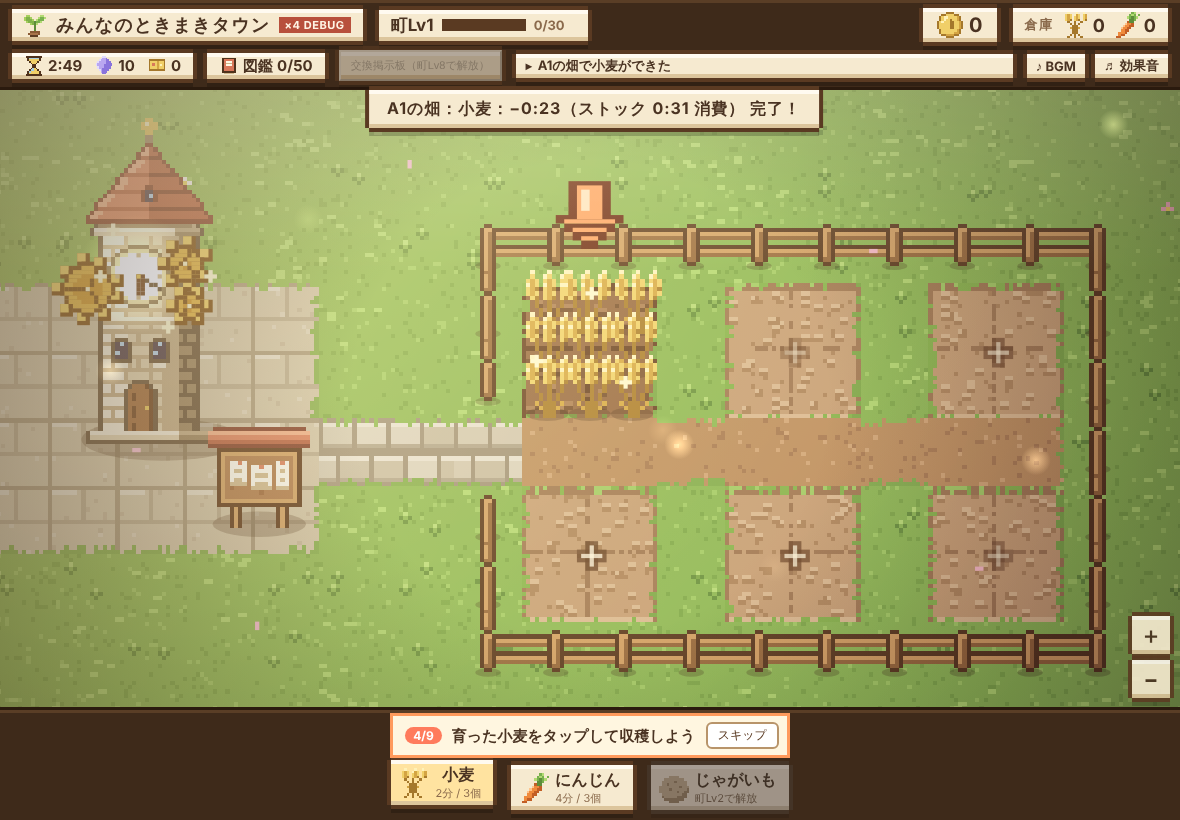 みんなのときまきタウン ×4 DEBUG 町Lv1 0/30 0 倉庫 0 0
2:49 10 0 図鑑 0/50 交換掲示板（町Lv8で解放） ▸ A1の畑で小麦ができた ♪ BGM ♬ 効果音
A1の畑：小麦：−0:23（ストック 0:31 消費） 完了！
+
−
4/9 育った小麦をタップして収穫しよう スキップ
小麦
2分 / 3個
にんじん
4分 / 3個
じゃがいも
町Lv2で解放